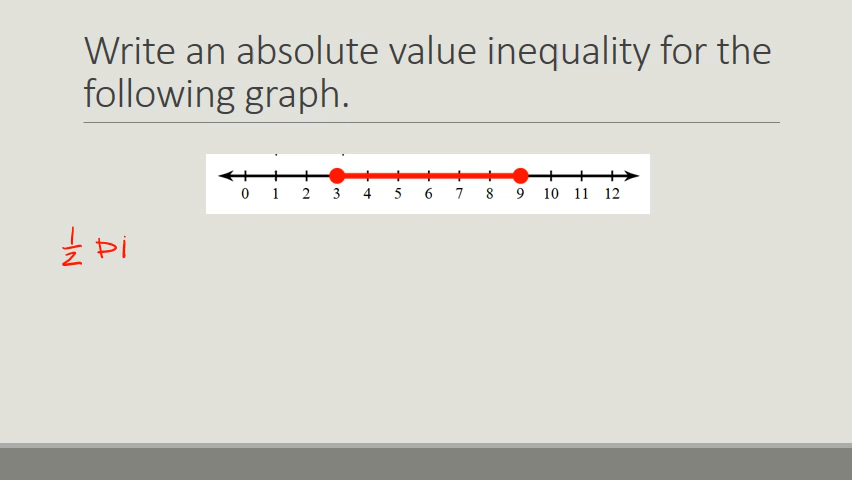 Write an absolute value inequality for the
following graph.
0 1 2 3 4 5 6 7 8 9 10 11 12
1/2 Di